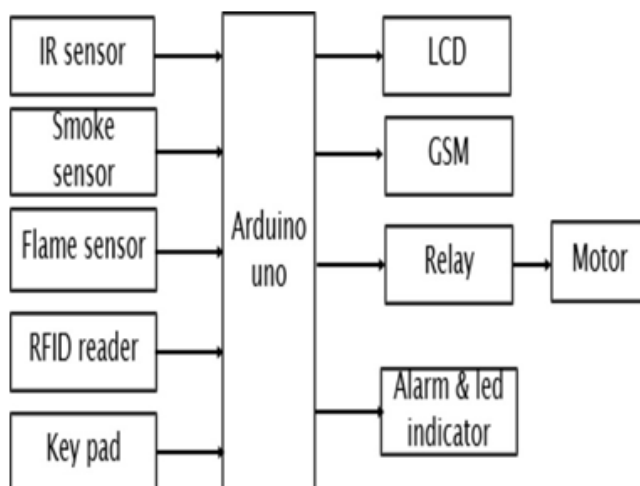 IR sensor
Smoke
sensor
Flame sensor
RFID reader
Key pad
Arduino
uno
LCD
GSM
Relay
Motor
Alarm & led
indicator